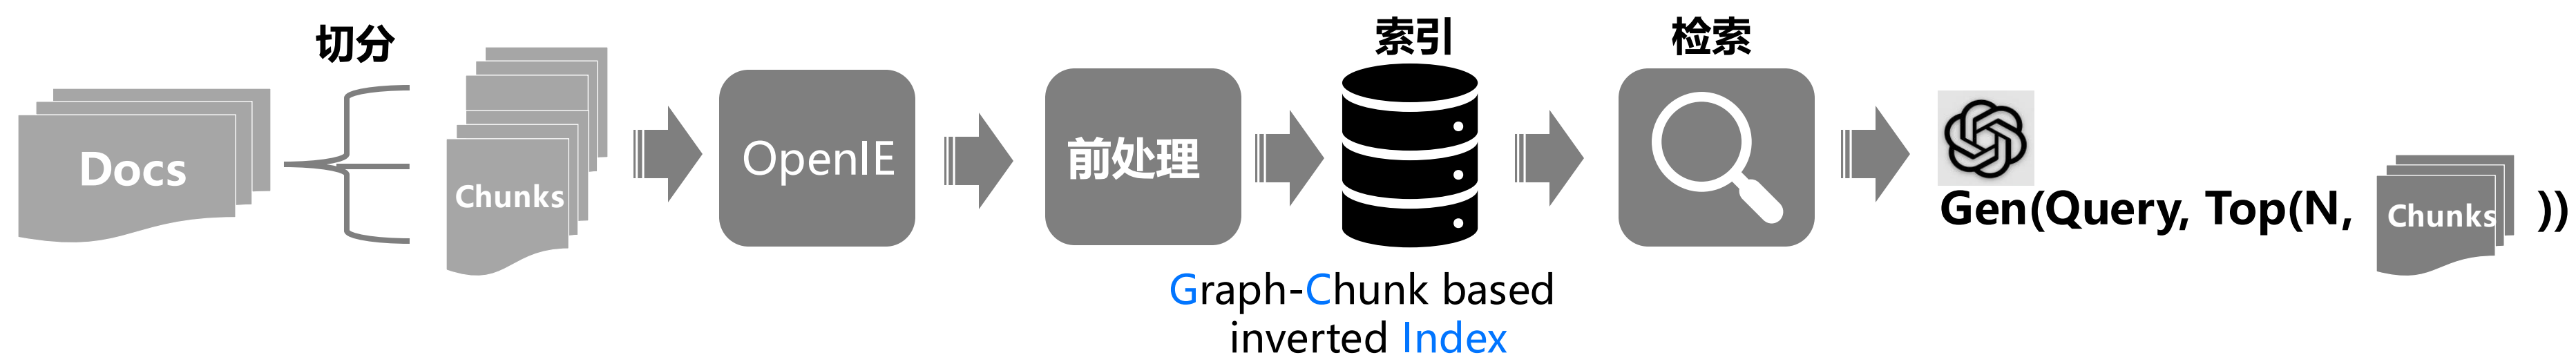 切分
索引
检索
Docs
Chunks
OpenIE
前处理
Gen(Query, Top(N, Chunks ))
Graph-Chunk based
inverted Index